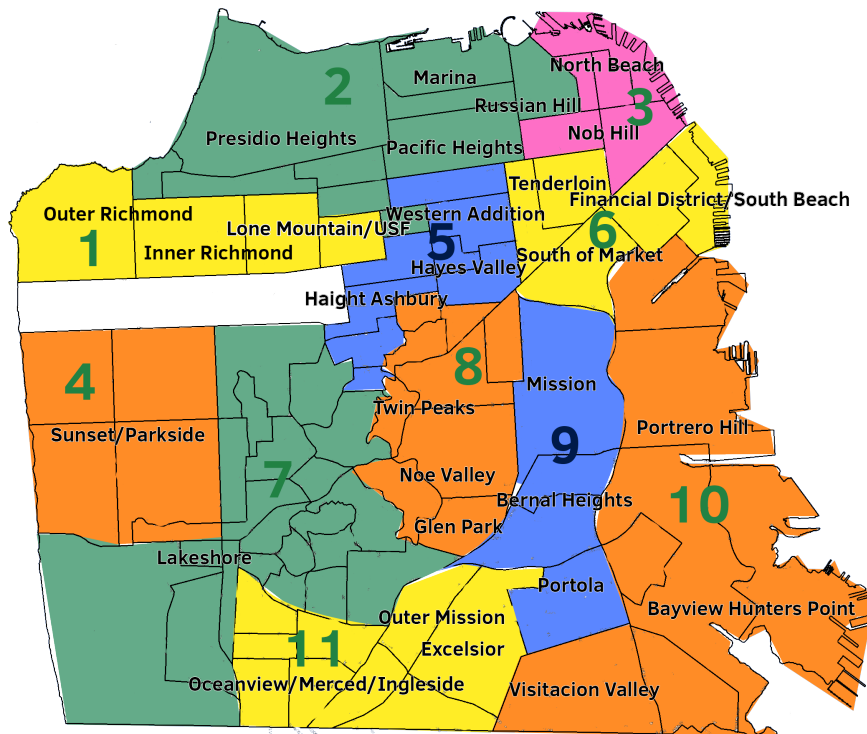 North Beach
Marina
2
Russian Hill
3
Nob Hill
Presidio Heights
Pacific Heights
Tenderloin
Financial District/South Beach
Outer Richmond
Western Addition
Lone Mountain/USF
6
5
1
Inner Richmond
South of Market
Hayes Valley
Haight Ashbury
8
4
Mission
Twin Peaks
Portrero Hill
Sunset/Parkside
9
Noe Valley
7
Bernal Heights
10
Glen Park
Lakeshore
Portola
Bayview Hunters Point
Outer Mission
11
Excelsior
Oceanview/Merced/Ingleside
Visitacion Valley